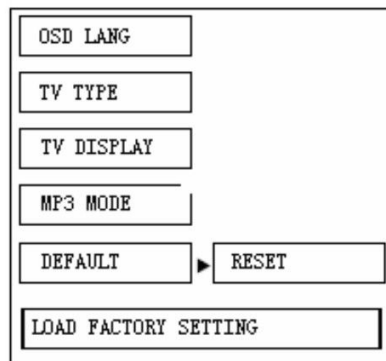 OSD LANG
TV TYPE
TV DISPLAY
MP3 MODE
DEFAULT ▶ RESET
LOAD FACTORY SETTING